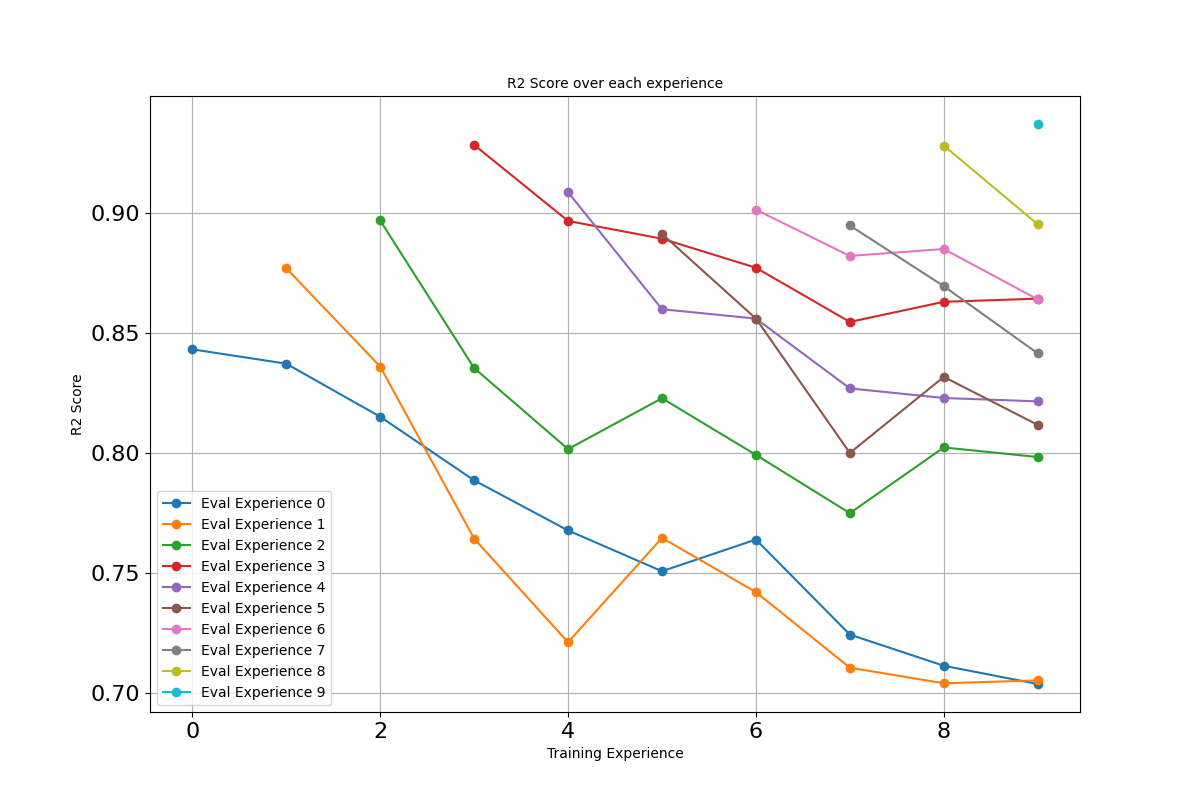 R2 Score over each experience
0.90
0.85
0.80
0.75
0.70
R2 Score
Eval Experience 0
Eval Experience 1
Eval Experience 2
Eval Experience 3
Eval Experience 4
Eval Experience 5
Eval Experience 6
Eval Experience 7
Eval Experience 8
Eval Experience 9
0 2 4 6 8
Training Experience